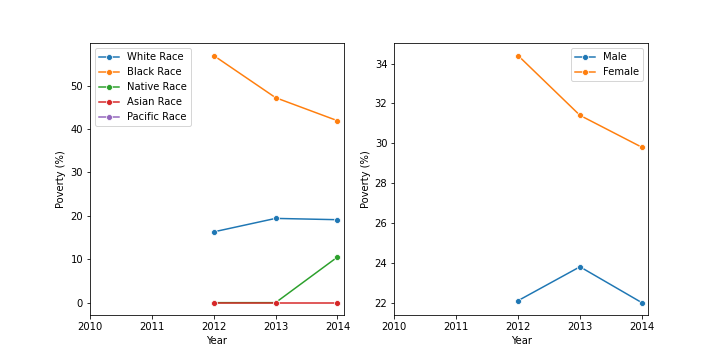 White Race
Black Race
Native Race
Asian Race
Pacific Race
50
40
30
20
10
0
Poverty (%)
2010 2011 2012 2013 2014
Year
Male
Female
34
32
30
28
26
24
22
Poverty (%)
2010 2011 2012 2013 2014
Year